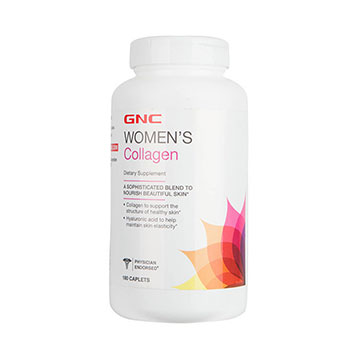 GNC
WOMEN'S
Collagen
Dietary Supplement
A SOPHISTICATED BLEND TO
NOURISH BEAUTIFUL SKIN*
• Collagen to support the
structure of healthy skin*
• Hyaluronic acid to help
maintain skin elasticity*
PHYSICIAN
ENDORSED*
180 CAPLETS